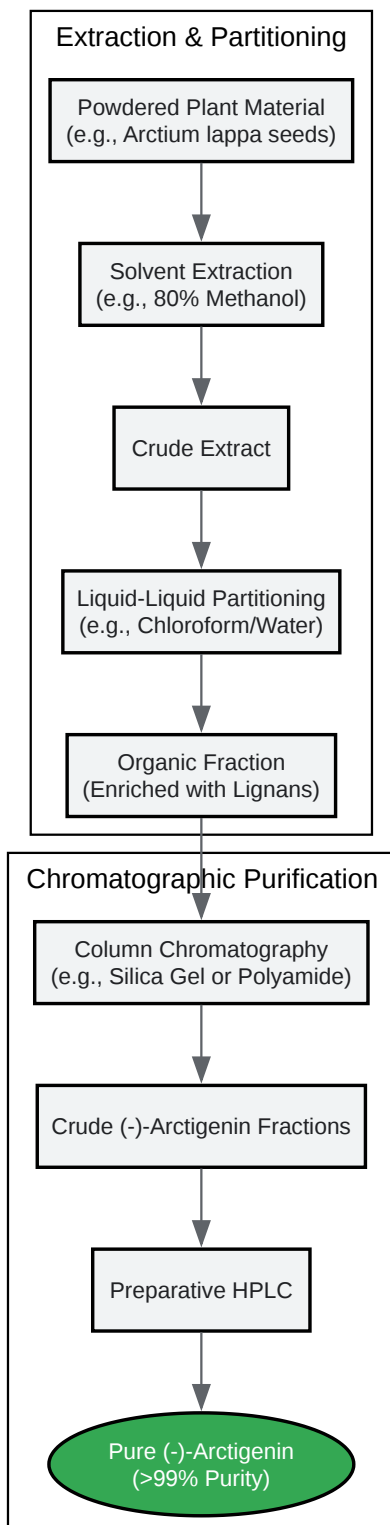 Extraction & Partitioning
Powdered Plant Material
(e.g., Arctium lappa seeds)
Solvent Extraction
(e.g., 80% Methanol)
Crude Extract
Liquid-Liquid Partitioning
(e.g., Chloroform/Water)
Organic Fraction
(Enriched with Lignans)
Chromatographic Purification
Column Chromatography
(e.g., Silica Gel or Polyamide)
Crude (-)-Arctigenin Fractions
Preparative HPLC
Pure (-)-Arctigenin
(>99% Purity)